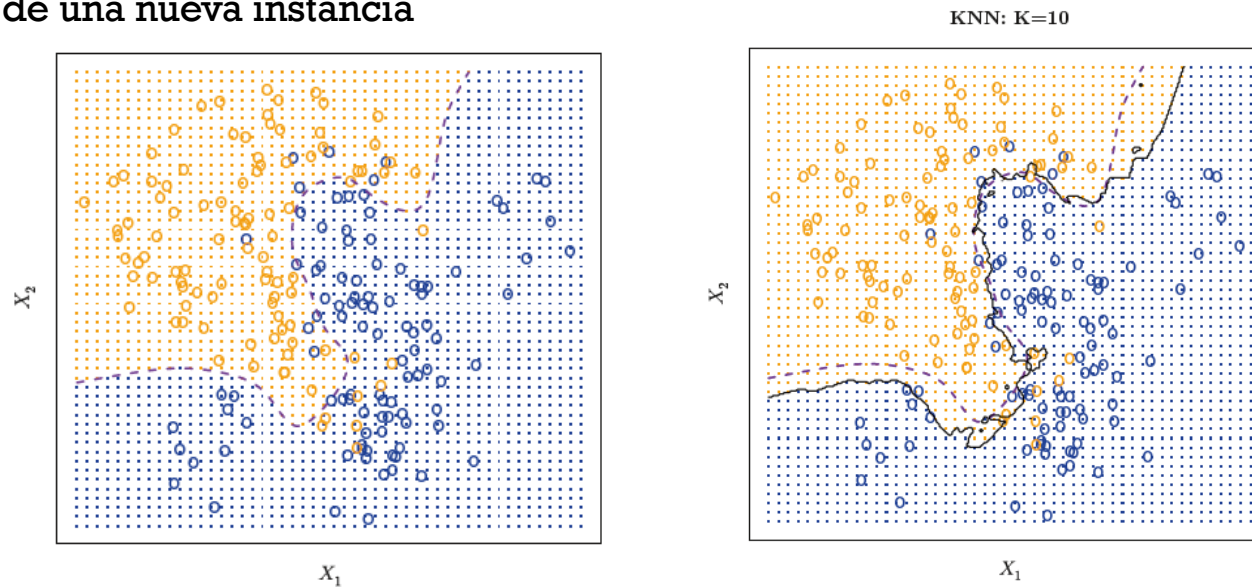 de una nueva instancia
KNN: K=10
X₂
X₁
X₂
X₁